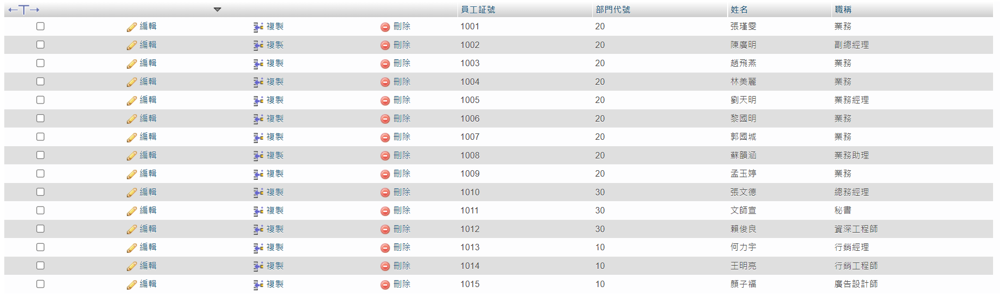 員工証號 部門代號 姓名 職稱
編輯 複製 刪除 1001 20 張瑾雯 業務
編輯 複製 刪除 1002 20 陳廣明 副總經理
編輯 複製 刪除 1003 20 趙飛燕 業務
編輯 複製 刪除 1004 20 林美麗 業務
編輯 複製 刪除 1005 20 劉天明 業務經理
編輯 複製 刪除 1006 20 黎國明 業務
編輯 複製 刪除 1007 20 郭國城 業務
編輯 複製 刪除 1008 20 蘇韻涵 業務助理
編輯 複製 刪除 1009 20 孟玉婷 業務
編輯 複製 刪除 1010 30 張文德 總務經理
編輯 複製 刪除 1011 30 文師宣 秘書
編輯 複製 刪除 1012 30 賴俊良 資深工程師
編輯 複製 刪除 1013 10 何力宇 行銷經理
編輯 複製 刪除 1014 10 王明亮 行銷工程師
編輯 複製 刪除 1015 10 顏子福 廣告設計師